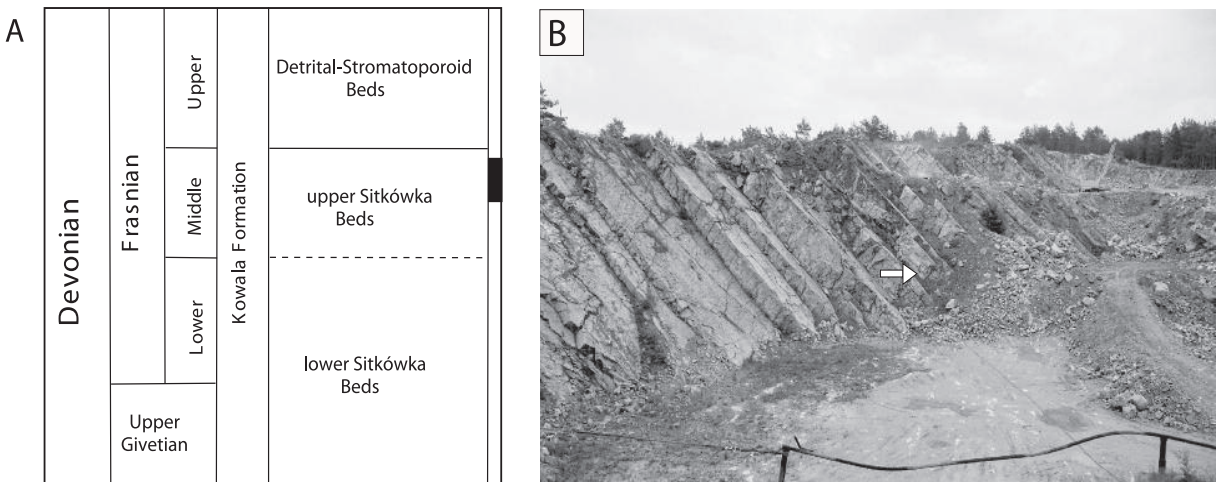 A
Devonian
Frasnian
Upper
Middle
Lower
Upper
Givetian
Kowala Formation
Detrital-Stromatoporoid
Beds
upper Sitkówka
Beds
lower Sitkówka
Beds
B